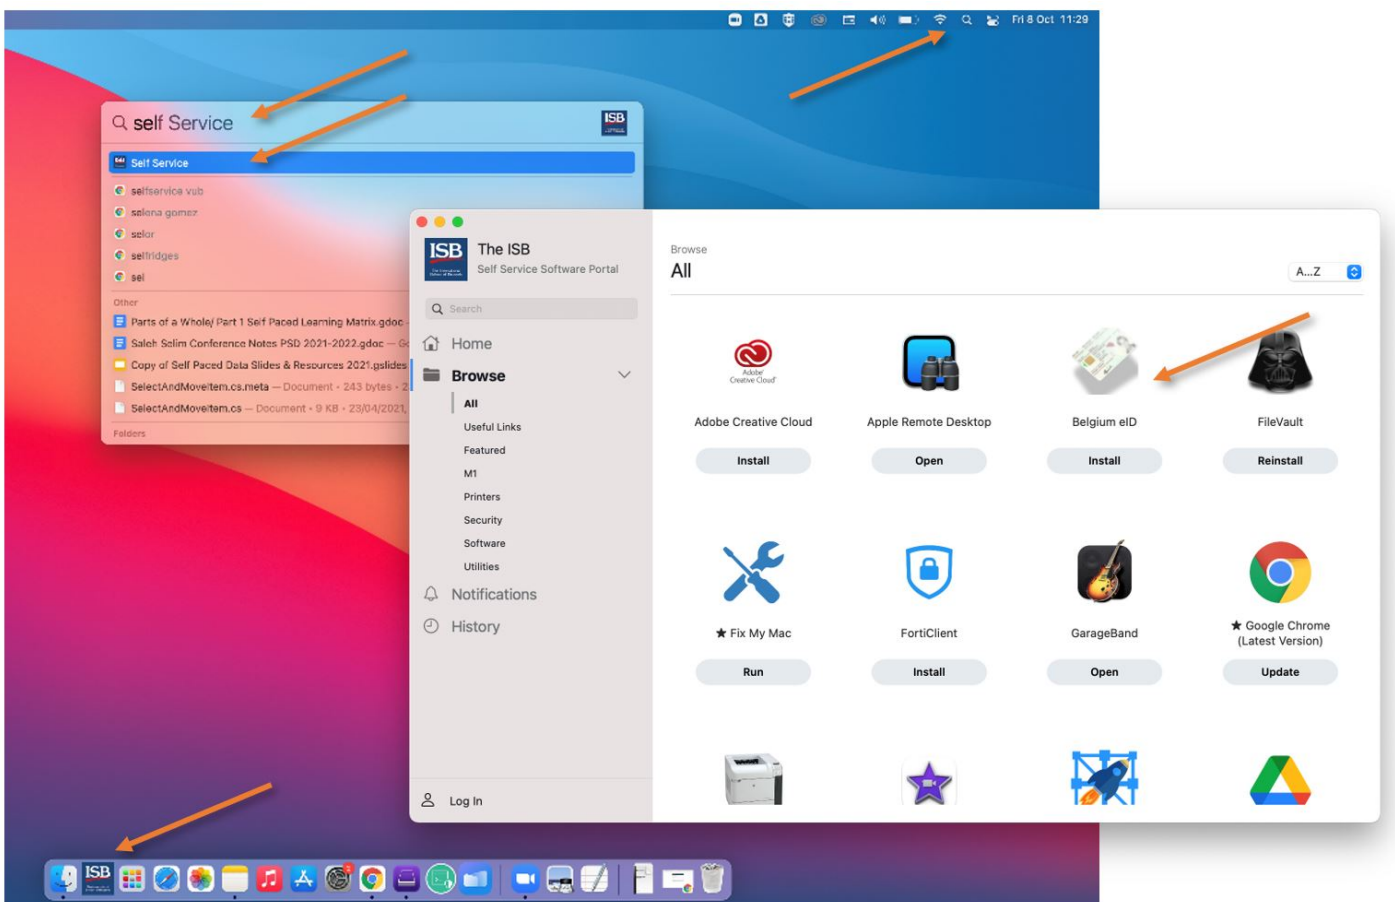 Fri 8 Oct 11:29
self Service
ISB
Self Service
selfservice vub
selena gomez
selor
selfridges
sel
Other
Parts of a Whole/ Part 1 Self Paced Learning Matrix.gdoc
Saleh Selim Conference Notes PSD 2021-2022.gdoc
Copy of Self Paced Data Slides & Resources 2021.gslides
SelectAndMoveItem.cs.meta — Document - 243 bytes - 2
SelectAndMoveItem.cs — Document - 9 KB - 23/04/2021,
Folders
ISB
The ISB
Self Service Software Portal
Search
Home
Browse
All
Useful Links
Featured
M1
Printers
Security
Software
Utilities
Notifications
History
Log In
Browse
All
A...Z
Adobe
Creative Cloud
Adobe Creative Cloud
Apple Remote Desktop
Belgium eID
FileVault
Install
Open
Install
Reinstall
★ Fix My Mac
FortiClient
GarageBand
★ Google Chrome
(Latest Version)
Run
Install
Open
Update
ISB